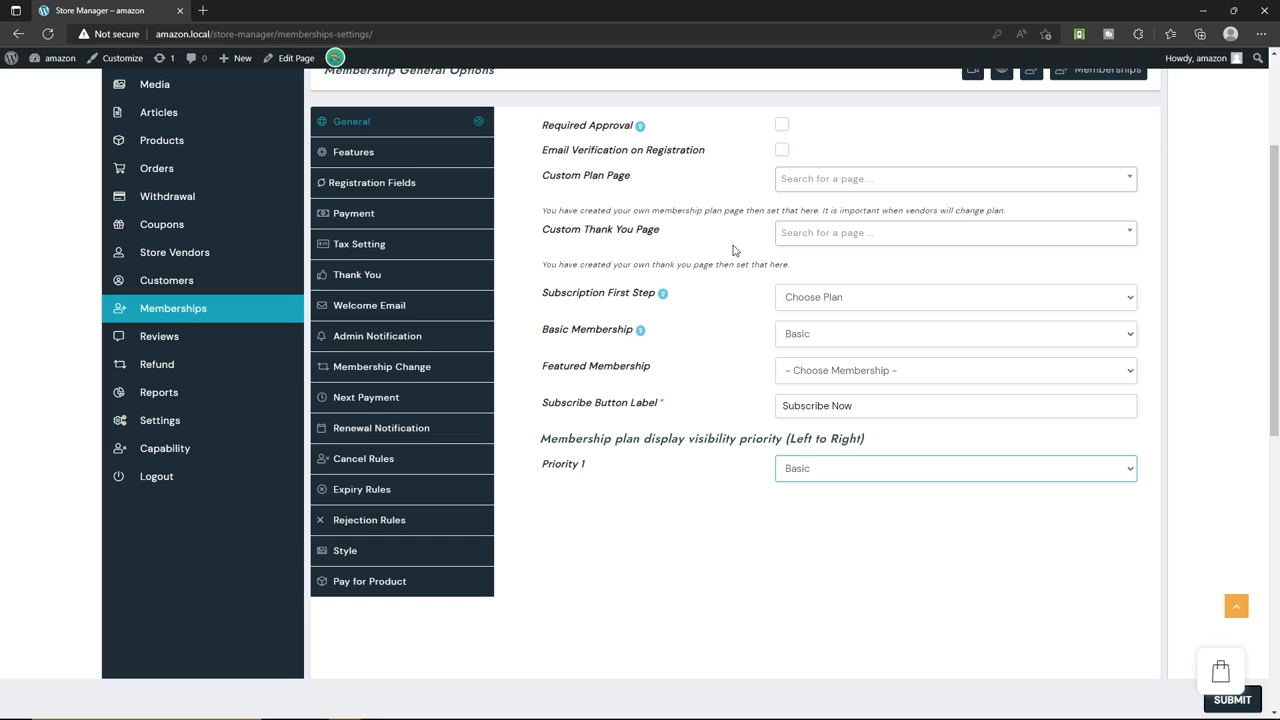 Store Manager – amazon
Not secure
amazon.local/store-manager/memberships-settings/
amazon
Customize
1
0
New
Edit Page
Howdy, amazon
Membership General Options
Memberships
Media
Articles
Products
Orders
Withdrawal
Coupons
Store Vendors
Customers
Memberships
Reviews
Refund
Reports
Settings
Capability
Logout
General
Features
Registration Fields
Payment
Tax Setting
Thank You
Welcome Email
Admin Notification
Membership Change
Next Payment
Renewal Notification
Cancel Rules
Expiry Rules
Rejection Rules
Style
Pay for Product
Required Approval
Email Verification on Registration
Custom Plan Page
Search for a page ...
You have created your own membership plan page then set that here. It is important when vendors will change plan.
Custom Thank You Page
Search for a page ...
You have created your own thank you page then set that here.
Subscription First Step
Choose Plan
Basic Membership
Basic
Featured Membership
- Choose Membership -
Subscribe Button Label *
Subscribe Now
Membership plan display visibility priority (Left to Right)
Priority 1
Basic
SUBMIT